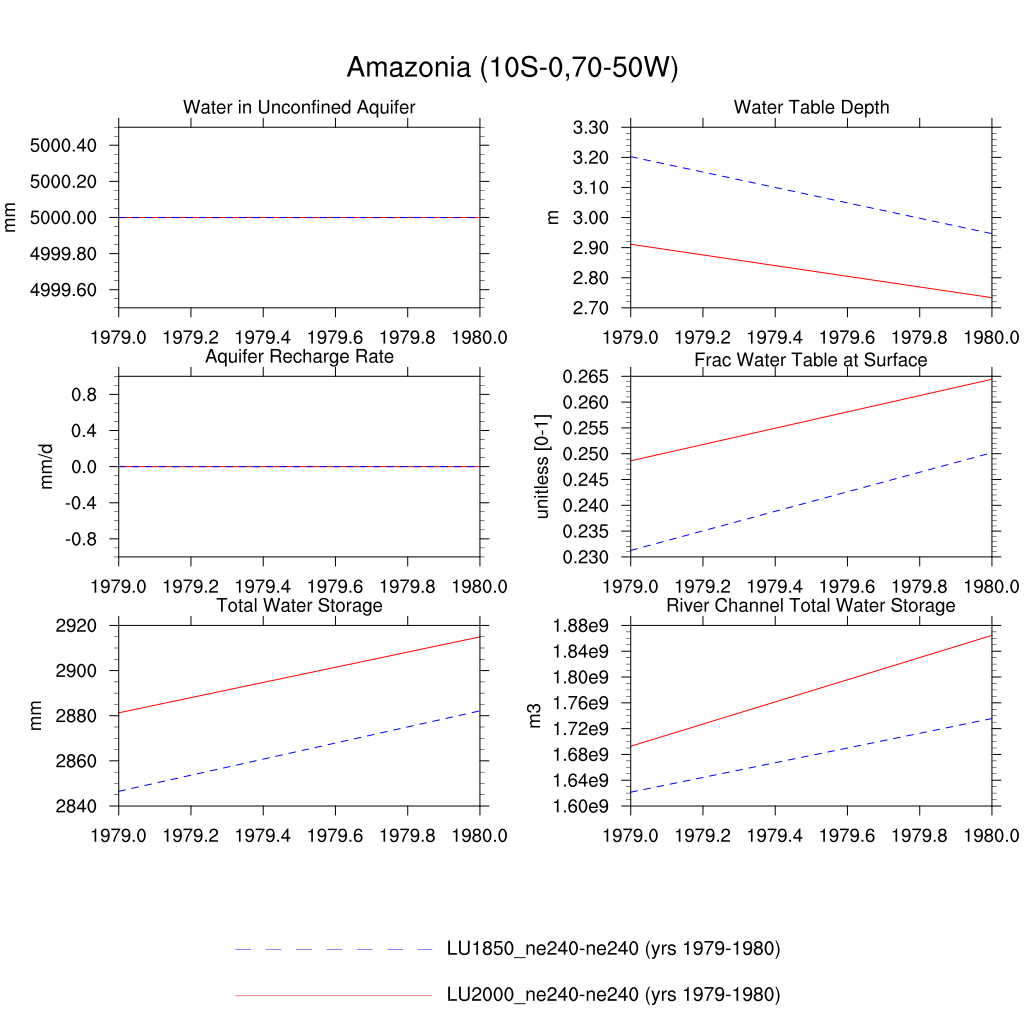 Amazonia (10S-0,70-50W)
Water in Unconfined Aquifer
5000.40
5000.20
5000.00
4999.80
4999.60
mm
1979.0 1979.2 1979.4 1979.6 1979.8 1980.0
Water Table Depth
3.30
3.20
3.10
3.00
2.90
2.80
2.70
m
1979.0 1979.2 1979.4 1979.6 1979.8 1980.0
Aquifer Recharge Rate
0.8
0.4
0.0
-0.4
-0.8
mm/d
1979.0 1979.2 1979.4 1979.6 1979.8 1980.0
Frac Water Table at Surface
0.265
0.260
0.255
0.250
0.245
0.240
0.235
0.230
unitless [0-1]
1979.0 1979.2 1979.4 1979.6 1979.8 1980.0
Total Water Storage
2920
2900
2880
2860
2840
mm
1979.0 1979.2 1979.4 1979.6 1979.8 1980.0
River Channel Total Water Storage
1.88e9
1.84e9
1.80e9
1.76e9
1.72e9
1.68e9
1.64e9
1.60e9
m3
1979.0 1979.2 1979.4 1979.6 1979.8 1980.0
LU1850_ne240-ne240 (yrs 1979-1980)
LU2000_ne240-ne240 (yrs 1979-1980)